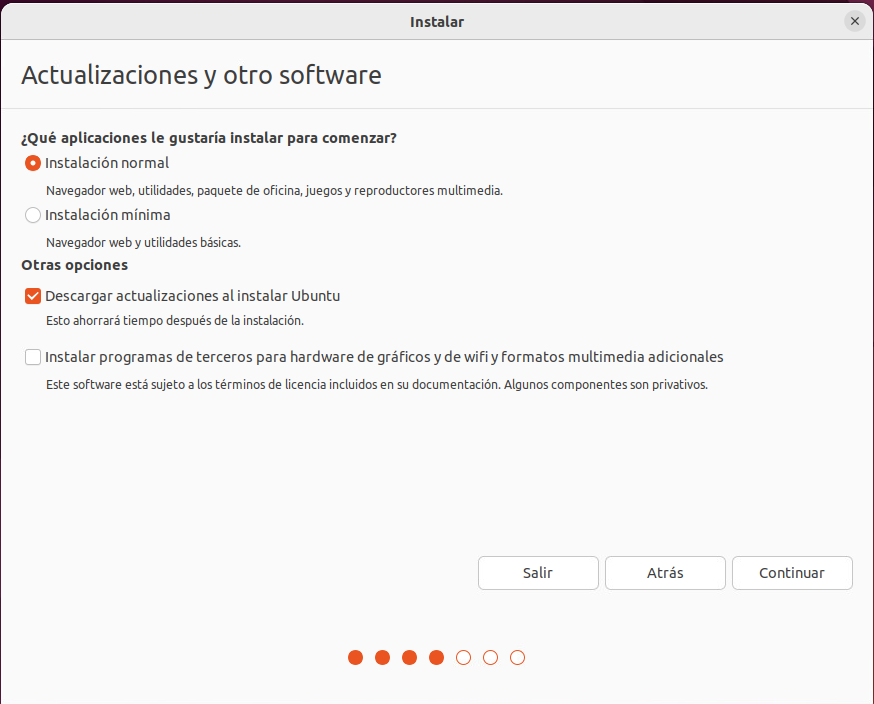 Instalar
Actualizaciones y otro software
¿Qué aplicaciones le gustaría instalar para comenzar?
Instalación normal
Navegador web, utilidades, paquete de oficina, juegos y reproductores multimedia.
Instalación mínima
Navegador web y utilidades básicas.
Otras opciones
Descargar actualizaciones al instalar Ubuntu
Esto ahorrará tiempo después de la instalación.
Instalar programas de terceros para hardware de gráficos y de wifi y formatos multimedia adicionales
Este software está sujeto a los términos de licencia incluidos en su documentación. Algunos componentes son privativos.
Salir
Atrás
Continuar